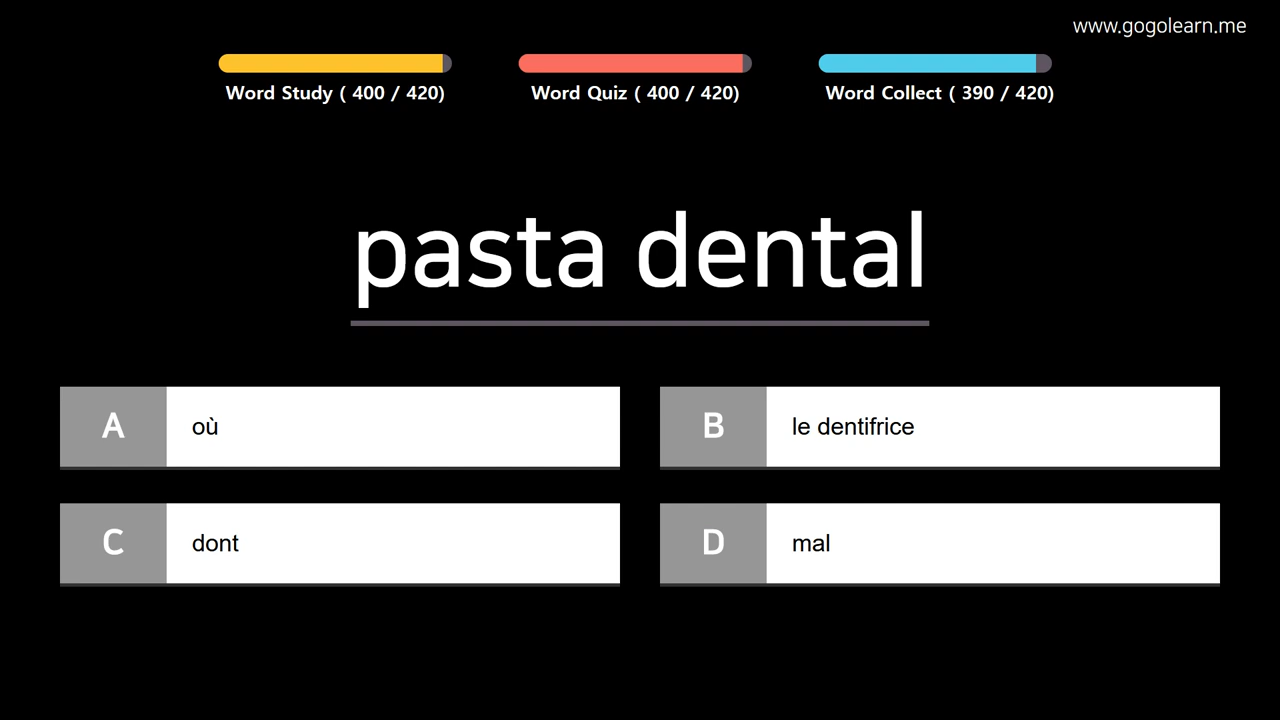 www.gogolearn.me
Word Study ( 400 / 420)
Word Quiz ( 400 / 420)
Word Collect ( 390 / 420)
pasta dental
A
où
B
le dentifrice
C
dont
D
mal